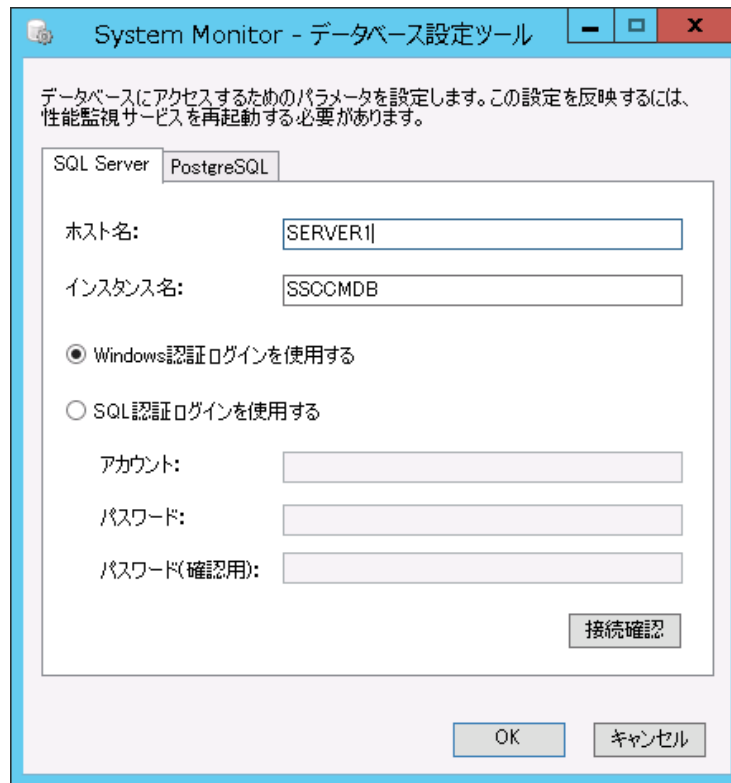 System Monitor - データベース設定ツール
データベースにアクセスするためのパラメータを設定します。この設定を反映するには、
性能監視サービスを再起動する必要があります。
SQL Server PostgreSQL
ホスト名: SERVER1
インスタンス名: SSCCMDB
Windows認証ログインを使用する
SQL認証ログインを使用する
アカウント:
パスワード:
パスワード(確認用):
接続確認
OK キャンセル